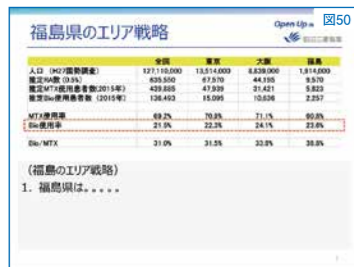 図50
福島県のエリア戦略
Open Up
田辺三菱製薬
全国 東京 大阪 福島
人口（H27国勢調査） 127,110,000 13,514,000 8,839,000 1,914,000
推定RA数（0.5%） 635,550 67,570 44,195 9,570
推定MTX使用患者数（2015年） 439,885 47,939 31,421 5,823
推定Bio使用患者数（2015年） 136,493 15,095 10,636 2,257
MTX使用率 69.2% 70.9% 71.1% 60.8%
Bio使用率 21.5% 22.3% 24.1% 23.6%
Bio/MTX 31.0% 31.5% 33.8% 38.8%
（福島のエリア戦略）
1. 福島県は。。。。。